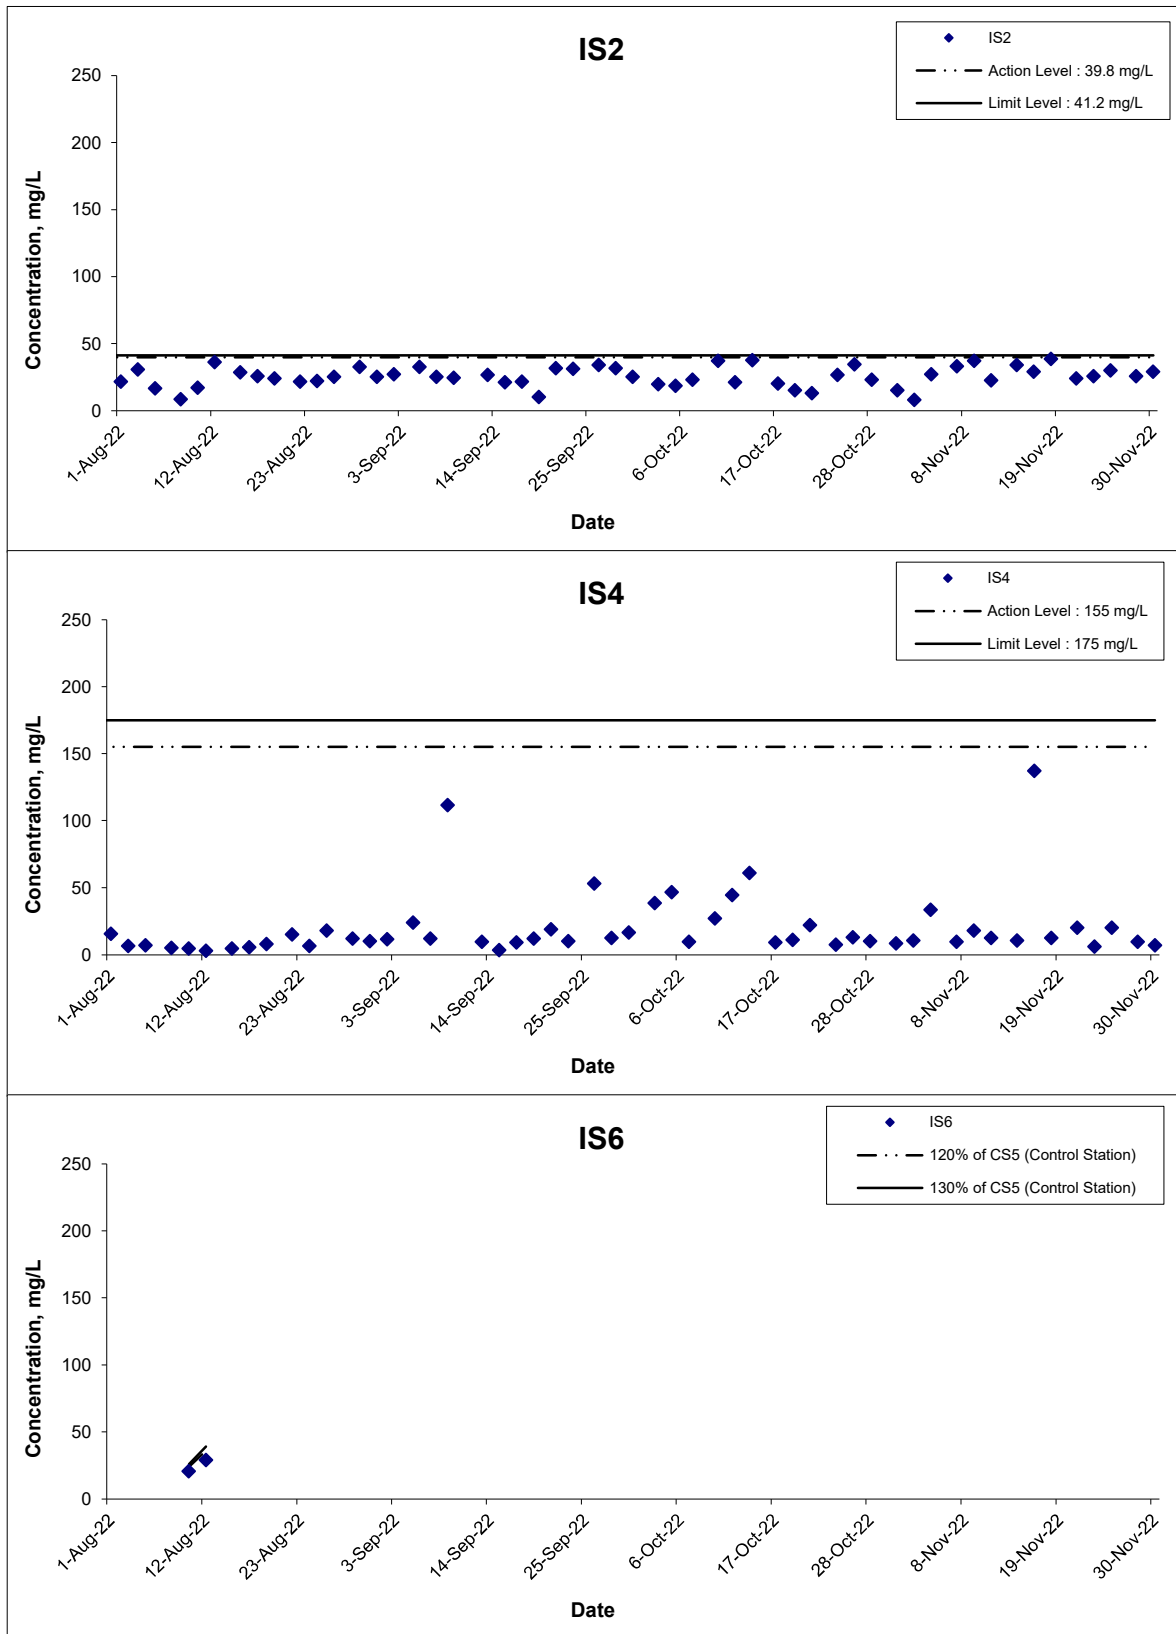 IS2
IS2
Action Level : 39.8 mg/L
Limit Level : 41.2 mg/L
Concentration, mg/L
250
200
150
100
50
0
1-Aug-22
12-Aug-22
23-Aug-22
3-Sep-22
14-Sep-22
25-Sep-22
6-Oct-22
17-Oct-22
28-Oct-22
8-Nov-22
19-Nov-22
30-Nov-22
Date
IS4
IS4
Action Level : 155 mg/L
Limit Level : 175 mg/L
Concentration, mg/L
250
200
150
100
50
0
1-Aug-22
12-Aug-22
23-Aug-22
3-Sep-22
14-Sep-22
25-Sep-22
6-Oct-22
17-Oct-22
28-Oct-22
8-Nov-22
19-Nov-22
30-Nov-22
Date
IS6
IS6
120% of CS5 (Control Station)
130% of CS5 (Control Station)
Concentration, mg/L
250
200
150
100
50
0
1-Aug-22
12-Aug-22
23-Aug-22
3-Sep-22
14-Sep-22
25-Sep-22
6-Oct-22
17-Oct-22
28-Oct-22
8-Nov-22
19-Nov-22
30-Nov-22
Date